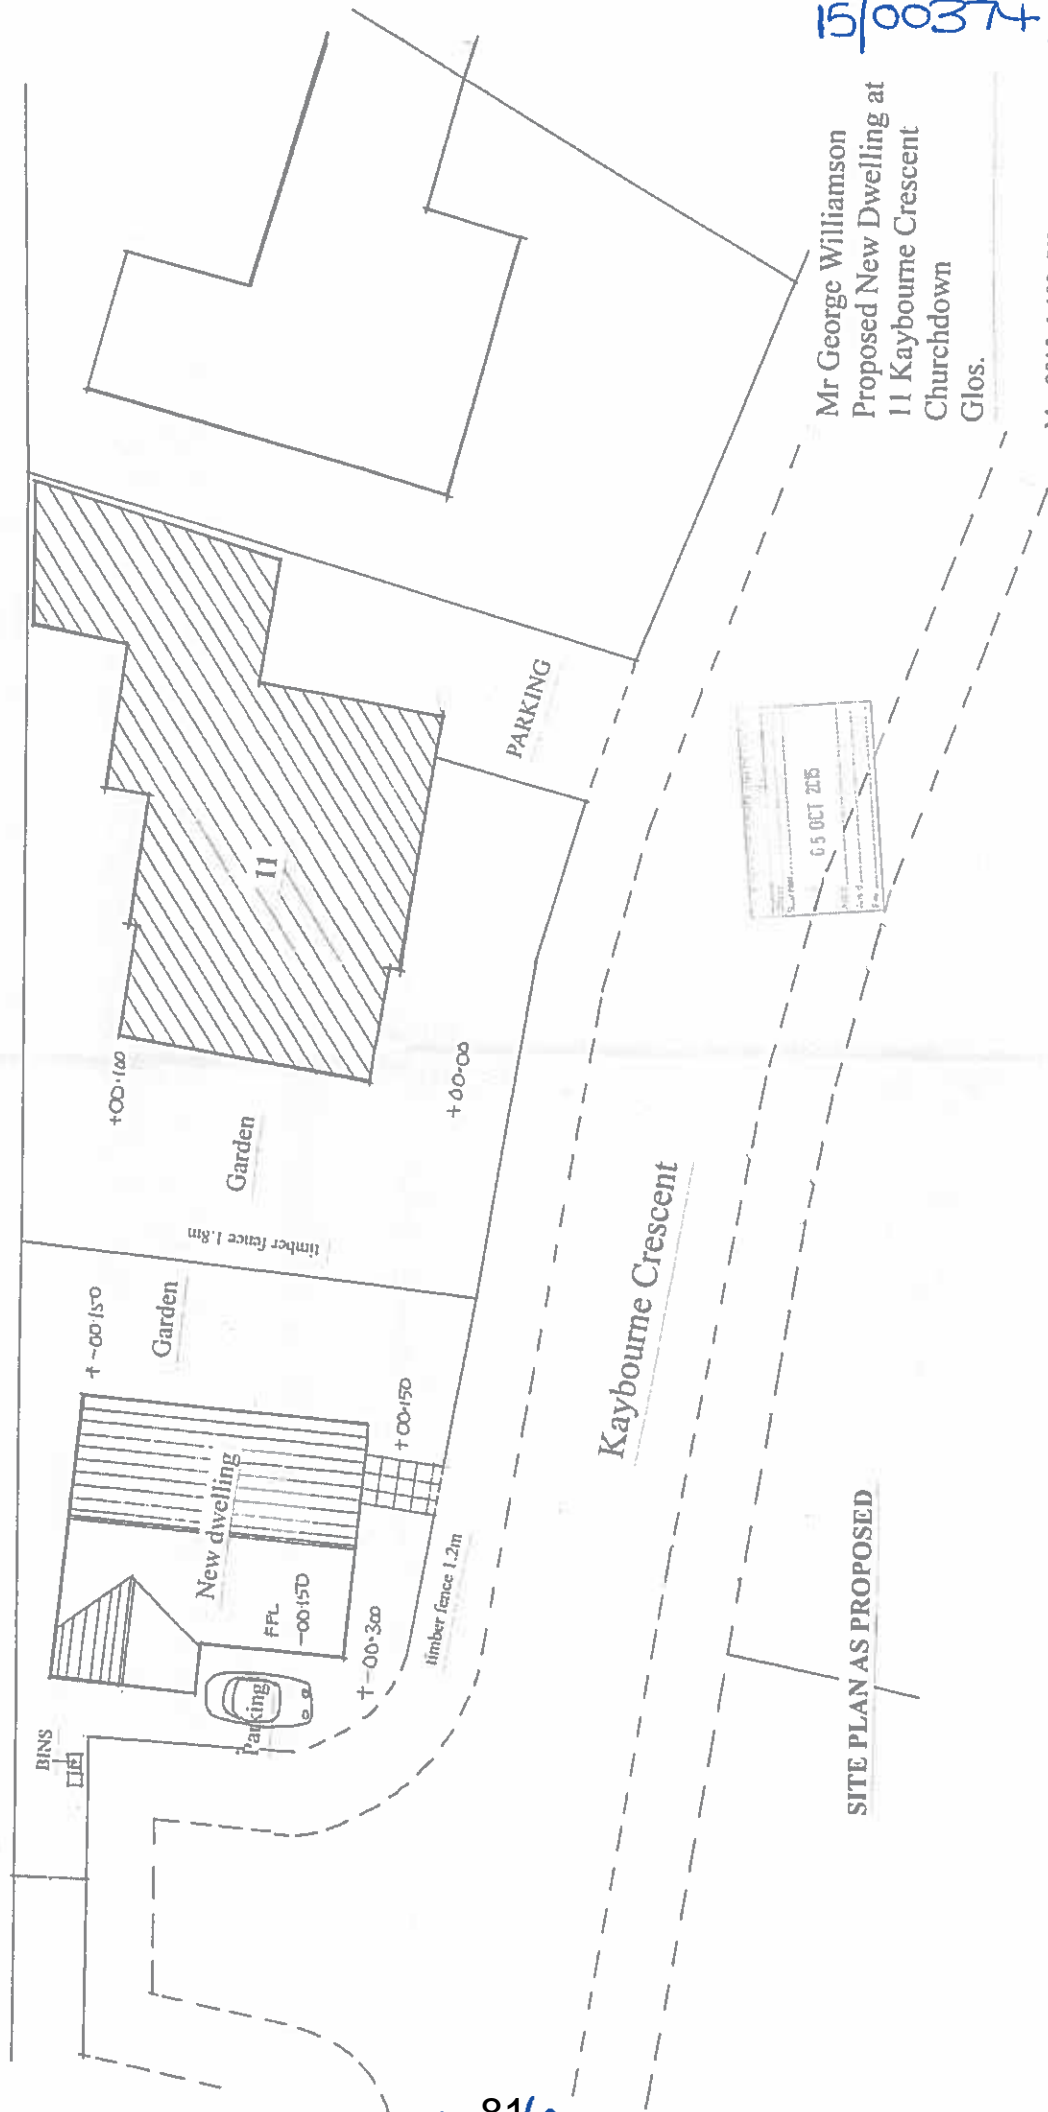 15/00374
Mr George Williamson
Proposed New Dwelling at
11 Kaybourne Crescent
Churchdown
Glos.
PARKING
11
05 OCT 2015
+00·100
+00·00
Garden
timber fence 1.8m
Garden
+-00·150
+00·150
New dwelling
FFL
-00·150
+-00·300
timber fence 1.2m
Parking
BINS
Kaybourne Crescent
SITE PLAN AS PROPOSED
81